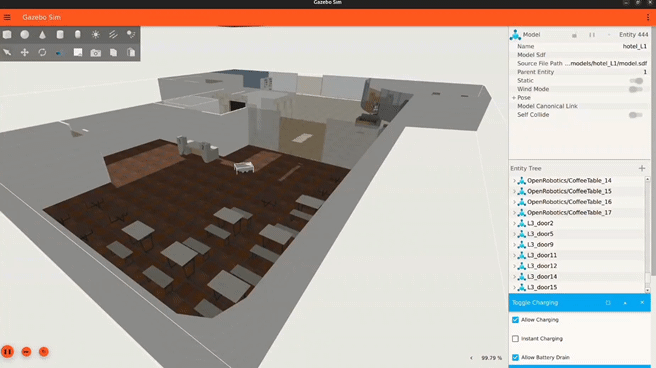 Gazebo Sim
Gazebo Sim
Model
Entity 444
Name hotel_L1
Model Sdf
Source File Path ...models/hotel_L1/model.sdf
Parent Entity 1
Static
Wind Mode
Pose
Model Canonical Link
Self Collide
Entity Tree
OpenRobotics/CoffeeTable_14
OpenRobotics/CoffeeTable_15
OpenRobotics/CoffeeTable_16
OpenRobotics/CoffeeTable_17
L3_door2
L3_door5
L3_door9
L3_door11
L3_door12
L3_door14
L3_door15
Toggle Charging
Allow Charging
Instant Charging
Allow Battery Drain
99.79 %